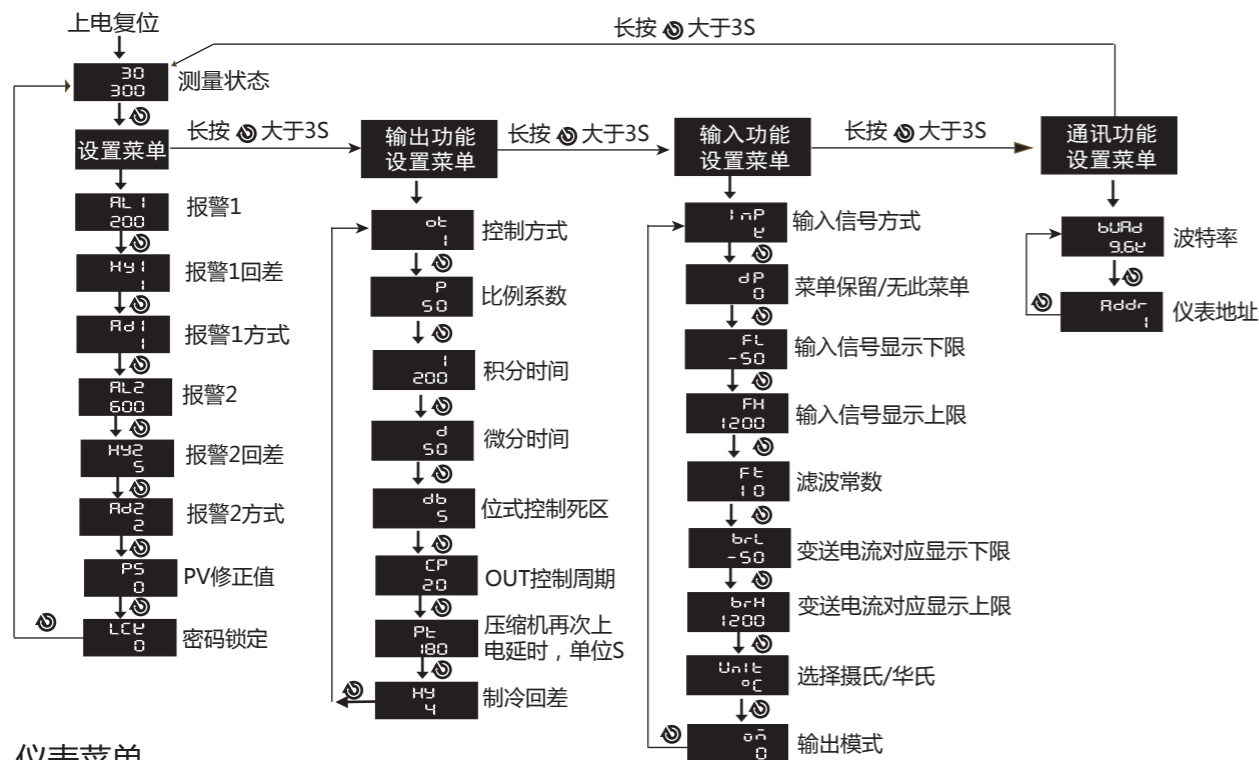 上电复位
长按 大于3S
30
300
测量状态
设置菜单
长按 大于3S
输出功能
设置菜单
长按 大于3S
输入功能
设置菜单
长按 大于3S
通讯功能
设置菜单
AL1
200
报警1
Hy1
1
报警1回差
Ad1
1
报警1方式
AL2
600
报警2
Hy2
5
报警2回差
Ad2
2
报警2方式
PS
0
PV修正值
LCK
0
密码锁定
ot
1
控制方式
P
50
比例系数
I
200
积分时间
d
50
微分时间
db
5
位式控制死区
CP
20
OUT控制周期
Pt
180
压缩机再次上
电延时，单位S
Hy
4
制冷回差
InP
K
输入信号方式
dP
0
菜单保留/无此菜单
FL
-50
输入信号显示下限
FH
1200
输入信号显示上限
Ft
10
滤波常数
brL
-50
变送电流对应显示下限
brH
1200
变送电流对应显示上限
Unit
°C
选择摄氏/华氏
0
输出模式
bUAd
9.6K
波特率
Addr
1
仪表地址
仪表菜单